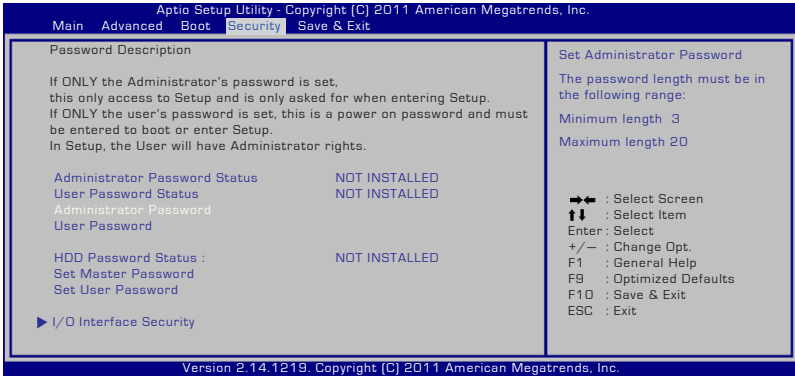 Aptio Setup Utility - Copyright (C) 2011 American Megatrends, Inc.
Main Advanced Boot Security Save & Exit
Password Description
If ONLY the Administrator's password is set,
this only access to Setup and is only asked for when entering Setup.
If ONLY the user's password is set, this is a power on password and must
be entered to boot or enter Setup.
In Setup, the User will have Administrator rights.
Administrator Password Status NOT INSTALLED
User Password Status NOT INSTALLED
Administrator Password
User Password
HDD Password Status : NOT INSTALLED
Set Master Password
Set User Password
I/O Interface Security
Set Administrator Password
The password length must be in
the following range:
Minimum length 3
Maximum length 20
→← : Select Screen
↑↓ : Select Item
Enter : Select
+/— : Change Opt.
F1 : General Help
F9 : Optimized Defaults
F10 : Save & Exit
ESC : Exit
Version 2.14.1219. Copyright (C) 2011 American Megatrends, Inc.